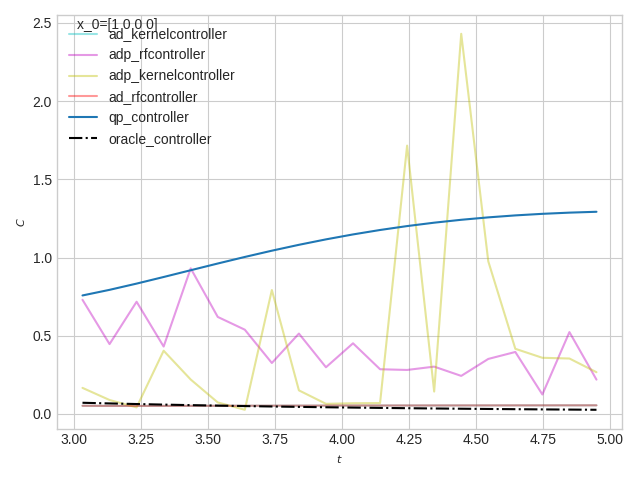 x_0=[1,0,0,0]
ad_kernelcontroller
adp_rfcontroller
adp_kernelcontroller
ad_rfcontroller
qp_controller
oracle_controller
2.5
2.0
1.5
1.0
0.5
0.0
C
3.00 3.25 3.50 3.75 4.00 4.25 4.50 4.75 5.00
t